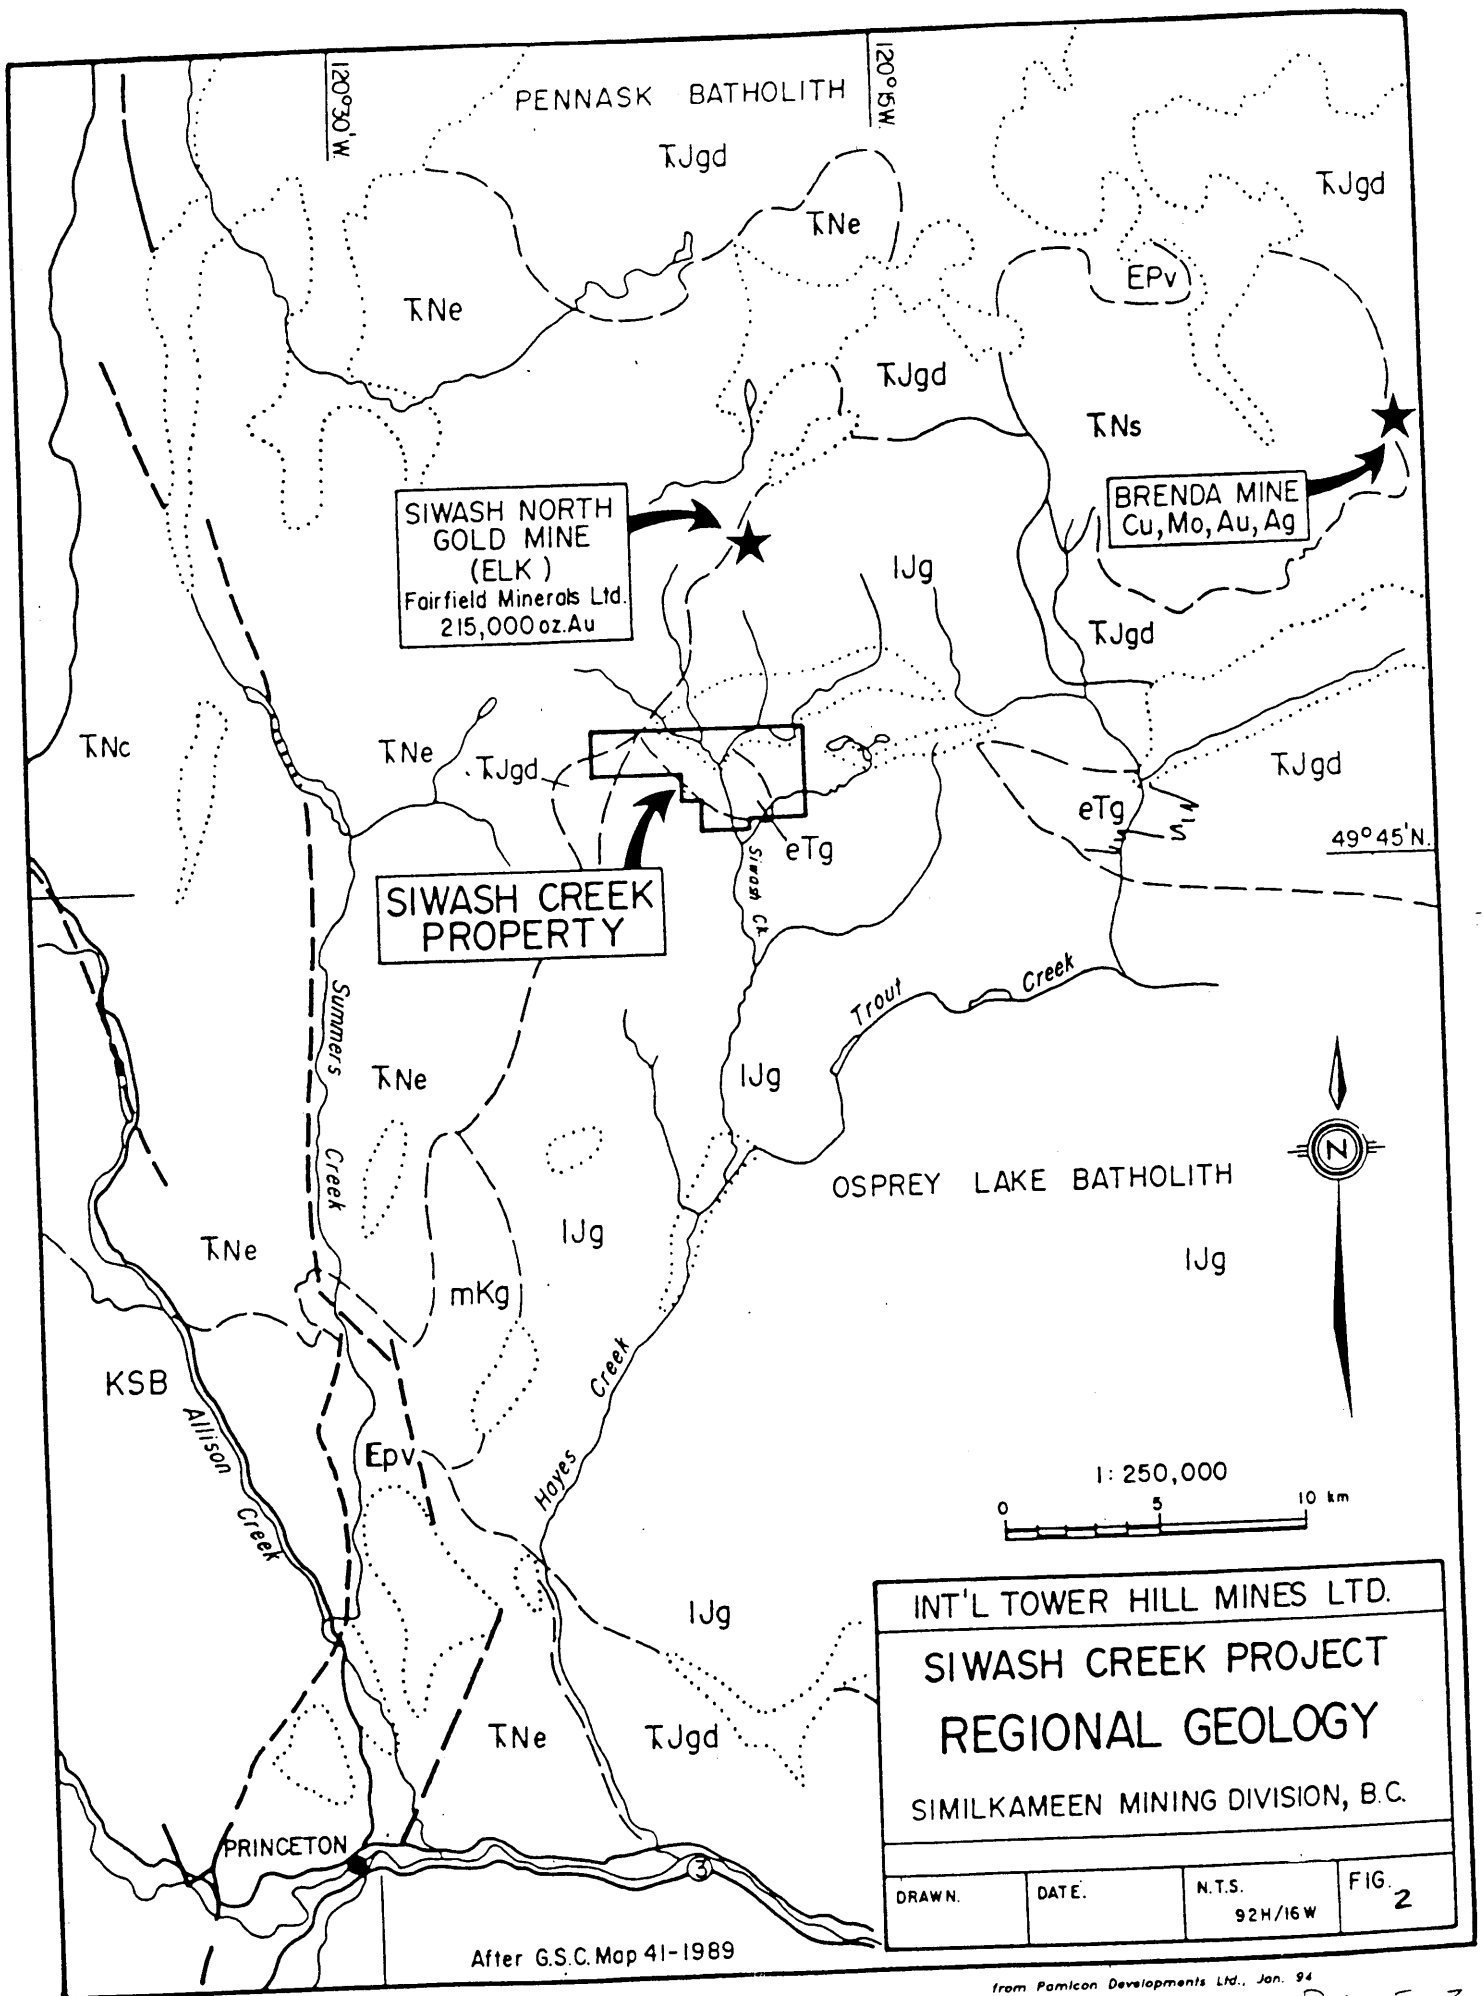 120°30'W.
PENNASK BATHOLITH
120°15W.
TJgd
TJgd
TNe
EPv
TNe
TJgd
TNs
SIWASH NORTH
GOLD MINE
(ELK)
Fairfield Minerals Ltd.
215,000 oz.Au
BRENDA MINE
Cu, Mo, Au, Ag
lJg
TJgd
TNc
TNe
TJgd
TJgd
eTg
eTg
49°45'N.
SIWASH CREEK
PROPERTY
Siwash Ck.
Summers
Creek
Trout
Creek
TNe
lJg
OSPREY LAKE BATHOLITH
N
TNe
lJg
lJg
mKg
KSB
Allison
Creek
Epv
Hayes
Creek
1:250,000
0 5 10 km
lJg
TNe
TJgd
PRINCETON
3
INT'L TOWER HILL MINES LTD.
SIWASH CREEK PROJECT
REGIONAL GEOLOGY
SIMILKAMEEN MINING DIVISION, B.C.
DRAWN.
DATE.
N.T.S.
92H/16W
FIG.
2
After G.S.C. Map 41-1989
from Pamicon Developments Ltd., Jan. 94